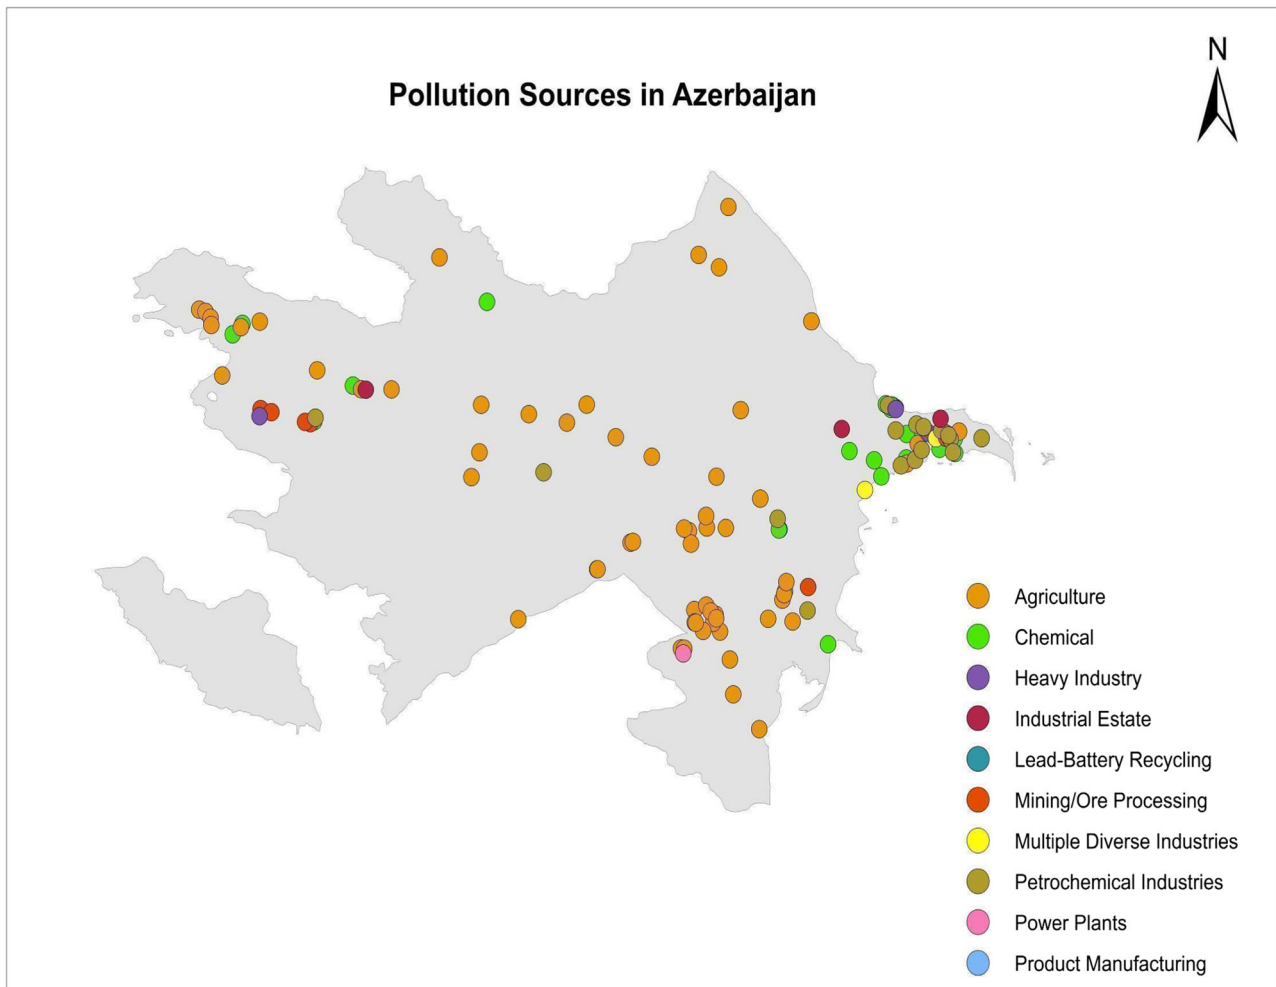 N
Pollution Sources in Azerbaijan
Agriculture
Chemical
Heavy Industry
Industrial Estate
Lead-Battery Recycling
Mining/Ore Processing
Multiple Diverse Industries
Petrochemical Industries
Power Plants
Product Manufacturing